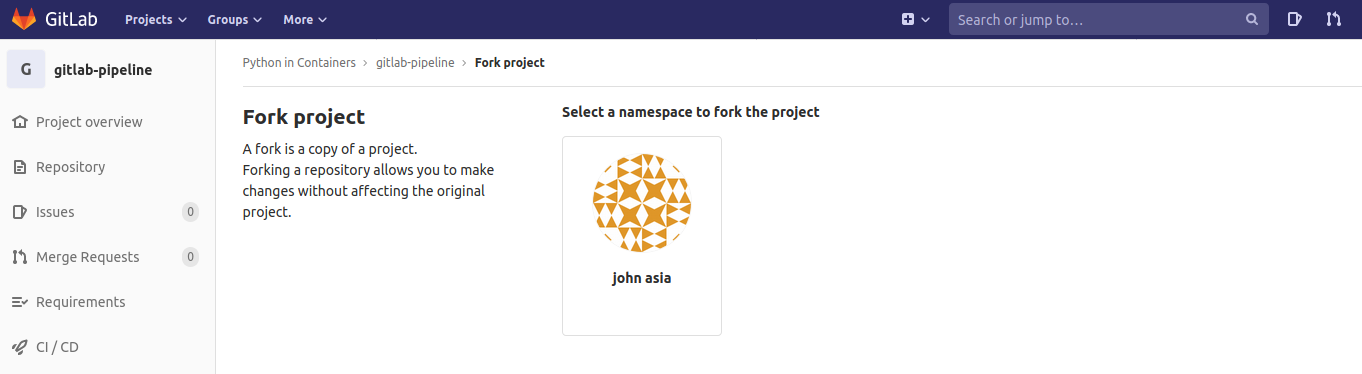 GitLab Projects Groups More Search or jump to…
G gitlab-pipeline
Project overview
Repository
Issues 0
Merge Requests 0
Requirements
CI / CD
Python in Containers › gitlab-pipeline › Fork project
Fork project
A fork is a copy of a project.
Forking a repository allows you to make
changes without affecting the original
project.
Select a namespace to fork the project
john asia